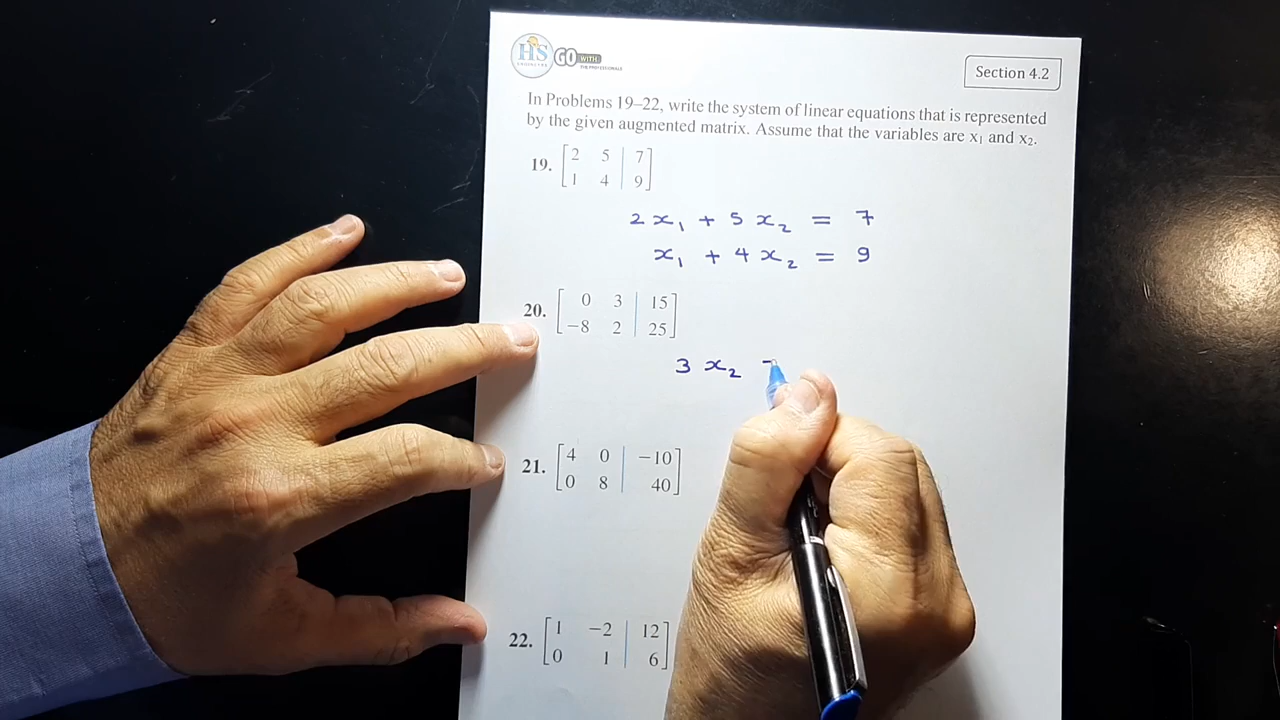 HS
GO WITH
Section 4.2
In Problems 19–22, write the system of linear equations that is represented
by the given augmented matrix. Assume that the variables are x₁ and x₂.
19. [2 5 | 7]
[1 4 | 9]
2x₁ + 5x₂ = 7
x₁ + 4x₂ = 9
20. [0 3 | 15]
[−8 2 | 25]
3x₂
21. [4 0 | −10]
[0 8 | 40]
22. [1 −2 | 12]
[0 1 | 6]